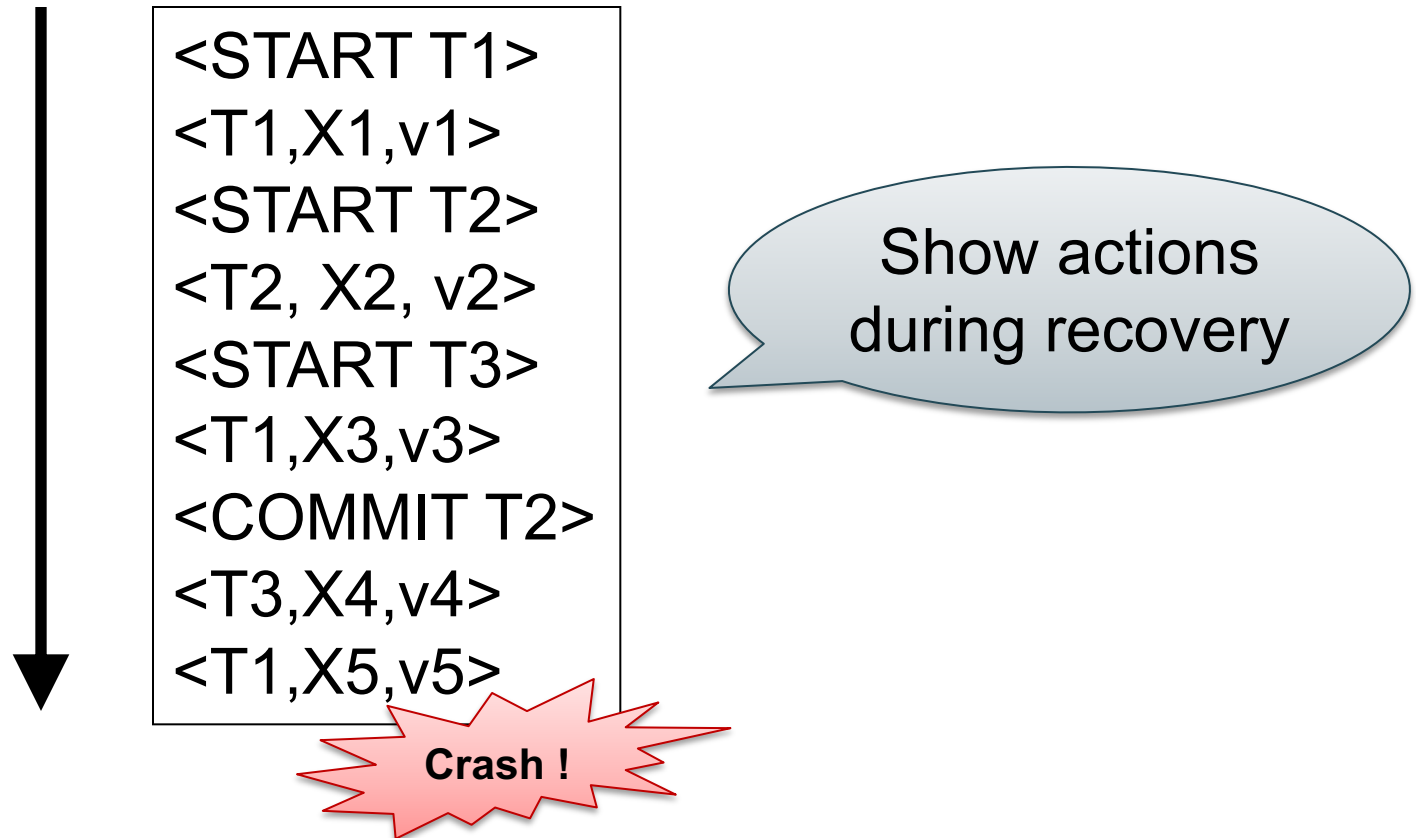 <START T1>
<T1,X1,v1>
<START T2>
<T2, X2, v2>
<START T3>
<T1,X3,v3>
<COMMIT T2>
<T3,X4,v4>
<T1,X5,v5>
Crash !
Show actions
during recovery